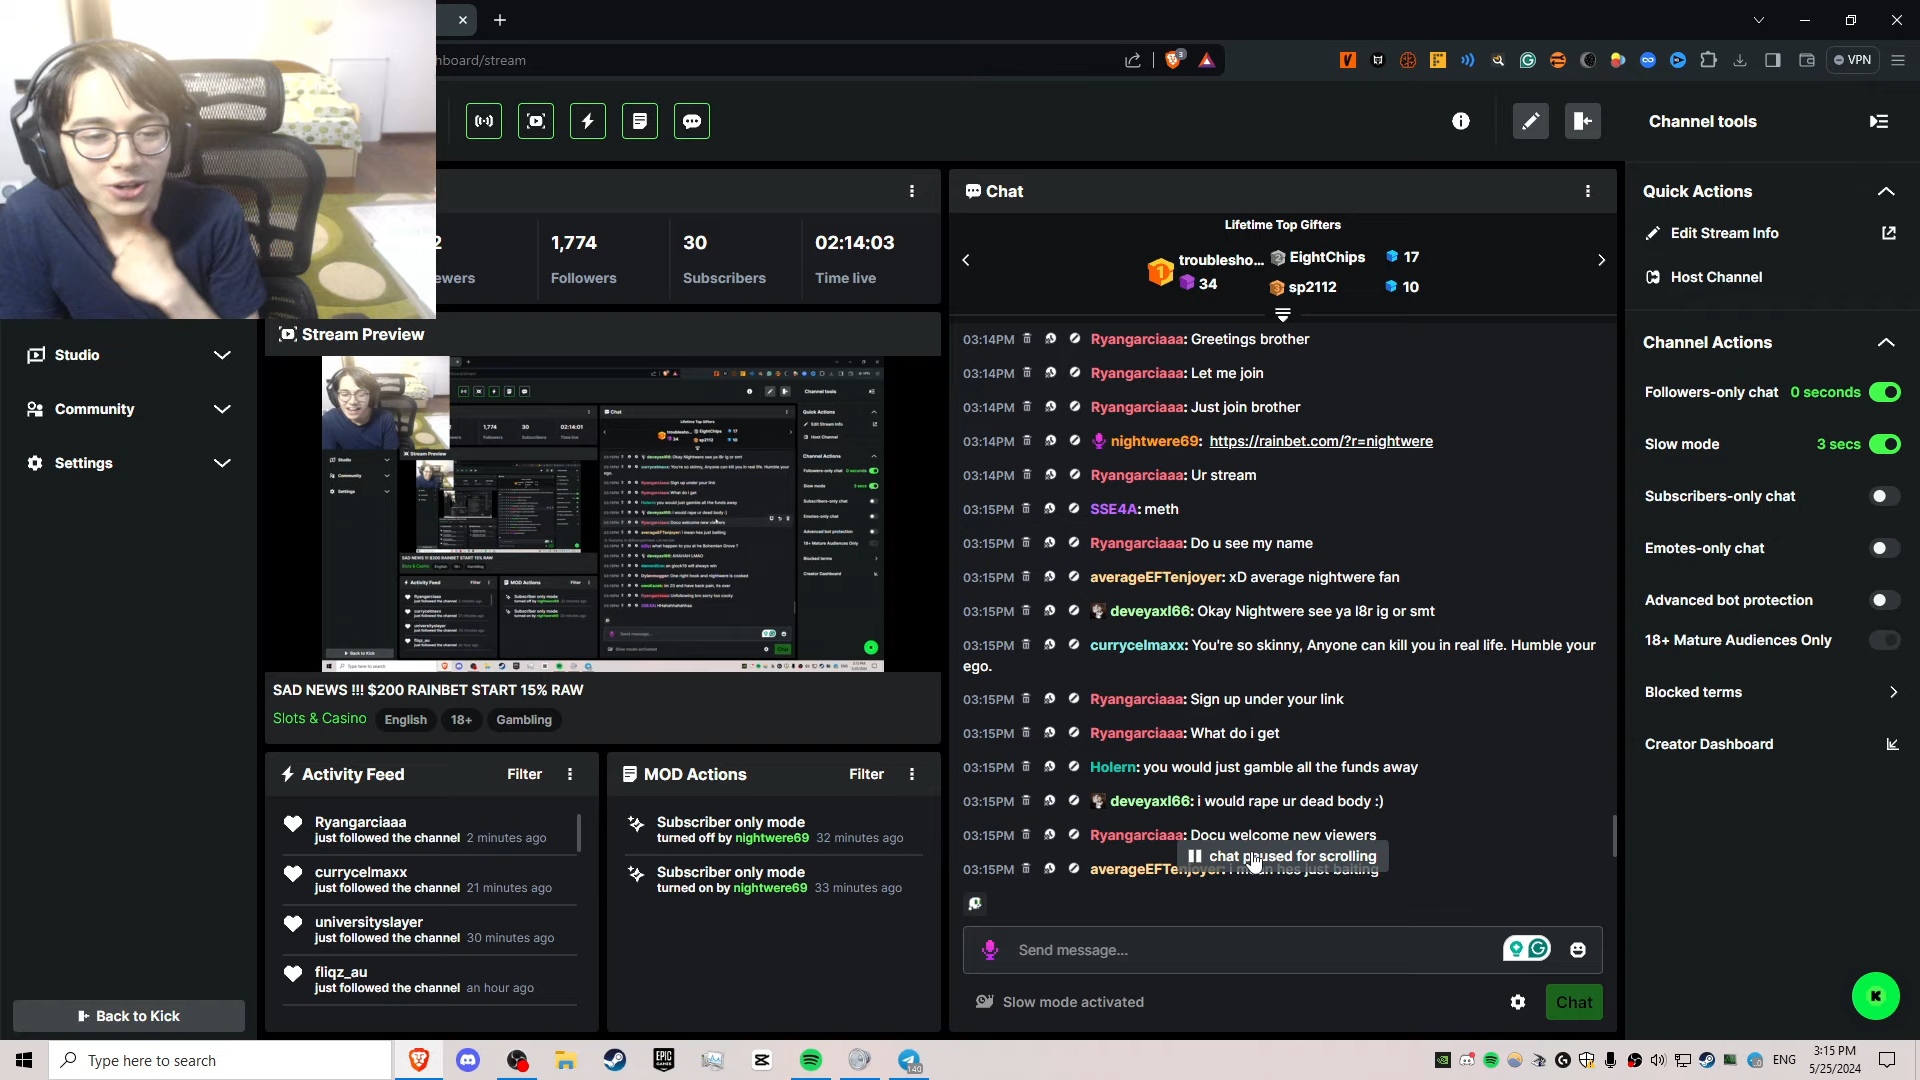 hboard/stream
3
VPN
Channel tools
Chat
Quick Actions
Lifetime Top Gifters
Edit Stream Info
2
1,774
30
02:14:03
troublesho...
EightChips
17
34
sp2112
10
Host Channel
ewers
Followers
Subscribers
Time live
Stream Preview
Studio
Community
Settings
03:14PM Ryangarciaaa: Greetings brother
03:14PM Ryangarciaaa: Let me join
03:14PM Ryangarciaaa: Just join brother
03:14PM nightwere69: https://rainbet.com/?r=nightwere
03:14PM Ryangarciaaa: Ur stream
03:14PM SSE4A: meth
03:15PM Ryangarciaaa: Do u see my name
03:15PM averageEFTenjoyer: xD average nightwere fan
03:15PM deveyaxl66: Okay Nightwere see ya l8r ig or smt
03:15PM currycelmaxx: You're so skinny, Anyone can kill you in real life. Humble your
ego.
03:15PM Ryangarciaaa: Sign up under your link
03:15PM Ryangarciaaa: What do i get
03:15PM Holern: you would just gamble all the funds away
03:15PM deveyaxl66: i would rape ur dead body :)
03:15PM Ryangarciaaa: Docu welcome new viewers
chat paused for scrolling
03:15PM averageEFTenjoyer: i mean hes just baiting
Channel Actions
Followers-only chat 0 seconds
Slow mode 3 secs
Subscribers-only chat
Emotes-only chat
Advanced bot protection
18+ Mature Audiences Only
Blocked terms
Creator Dashboard
SAD NEWS !!! $200 RAINBET START 15% RAW
Slots & Casino English 18+ Gambling
Activity Feed Filter
Ryangarciaaa
just followed the channel 2 minutes ago
currycelmaxx
just followed the channel 21 minutes ago
universityslayer
just followed the channel 30 minutes ago
fliqz_au
just followed the channel an hour ago
MOD Actions Filter
Subscriber only mode
turned off by nightwere69 32 minutes ago
Subscriber only mode
turned on by nightwere69 33 minutes ago
Send message...
Slow mode activated
Chat
Back to Kick
K
Type here to search
EPIC
GAMES
140
ENG
3:15 PM
5/25/2024